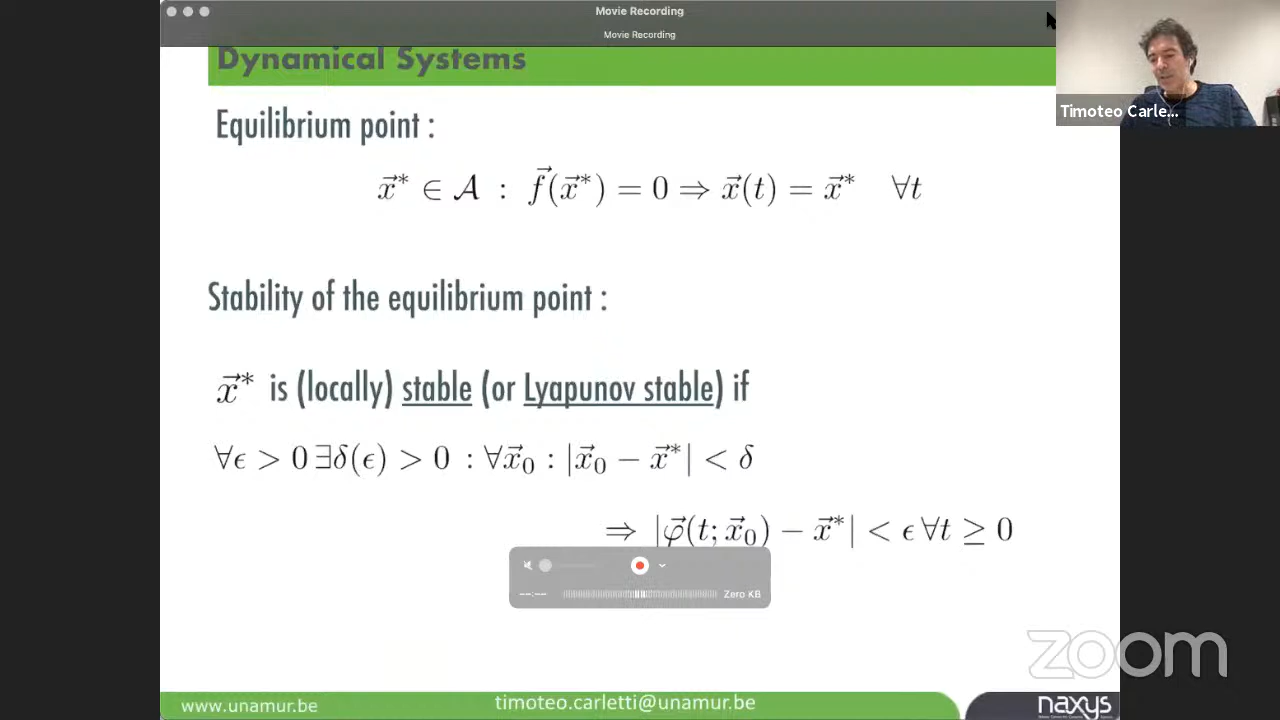 Movie Recording
Movie Recording
Dynamical Systems
Timoteo Carle...
Equilibrium point :
x⃗* ∈ 𝒜 : f⃗(x⃗*) = 0 ⇒ x⃗(t) = x⃗* ∀t
Stability of the equilibrium point :
x⃗* is (locally) stable (or Lyapunov stable) if
∀ϵ > 0 ∃δ(ϵ) > 0 : ∀x⃗₀ : |x⃗₀ − x⃗*| < δ
⇒ |φ⃗(t; x⃗₀) − x⃗*| < ϵ ∀t ≥ 0
--:-- Zero KB
zoom
www.unamur.be
timoteo.carletti@unamur.be
naxys